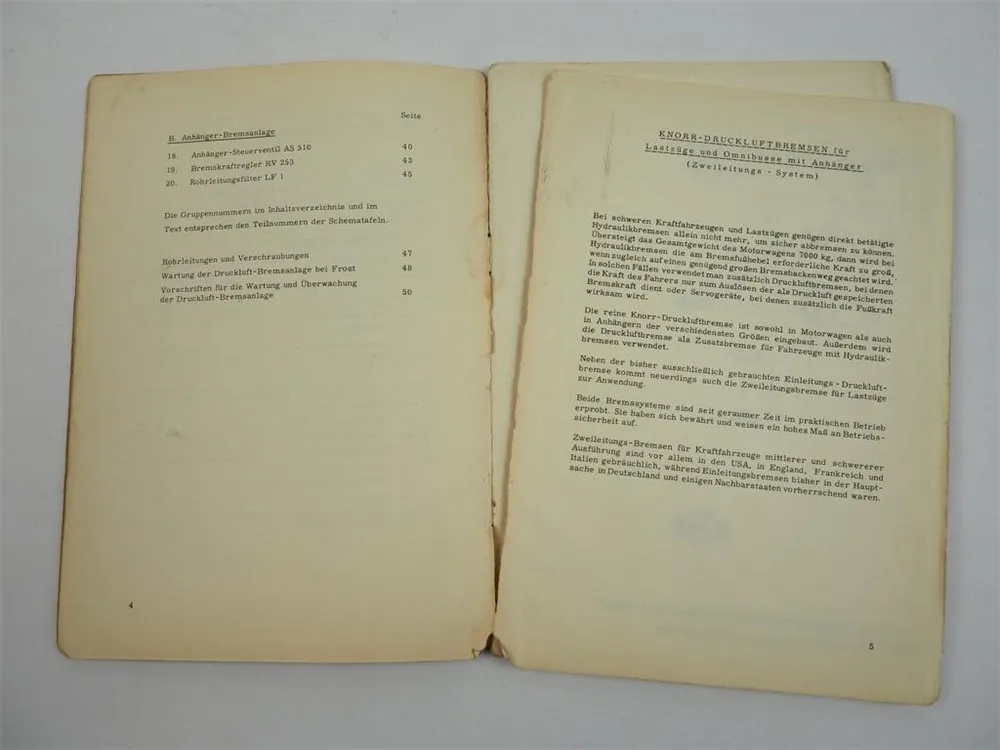 Seite
B. Anhänger-Bremsanlage
18. Anhänger-Steuerventil AS 510 40
19. Bremskraftregler RV 253 43
20. Rohrleitungsfilter LF 1 45
Die Gruppennummern im Inhaltsverzeichnis und im
Text entsprechen den Teilnummern der Schematafeln.
Rohrleitungen und Verschraubungen 47
Wartung der Druckluft-Bremsanlage bei Frost 48
Vorschriften für die Wartung und Überwachung
der Druckluft-Bremsanlage 50
4
KNORR-DRUCKLUFTBREMSEN für
Lastzüge und Omnibusse mit Anhänger
(Zweileitungs - System)
Bei schweren Kraftfahrzeugen und Lastzügen genügen direkt betätigte
Hydraulikbremsen allein nicht mehr, um sicher abbremsen zu können.
Übersteigt das Gesamtgewicht des Motorwagens 7000 kg, dann wird bei
Hydraulikbremsen die am Bremsfußhebel erforderliche Kraft zu groß,
wenn zugleich auf einen genügend großen Bremsbackenweg geachtet wird.
In solchen Fällen verwendet man zusätzlich Druckluftbremsen, bei denen
die Kraft des Fahrers nur zum Auslösen der als Druckluft gespeicherten
Bremskraft dient oder Servogeräte, bei denen zusätzlich die Fußkraft
wirksam wird.
Die reine Knorr-Druckluftbremse ist sowohl in Motorwagen als auch
in Anhängern der verschiedensten Größen eingebaut. Außerdem wird
die Druckluftbremse als Zusatzbremse für Fahrzeuge mit Hydraulik-
bremsen verwendet.
Neben der bisher ausschließlich gebrauchten Einleitungs-Druckluft-
bremse kommt neuerdings auch die Zweileitungsbremse für Lastzüge
zur Anwendung.
Beide Bremssysteme sind seit geraumer Zeit im praktischen Betrieb
erprobt. Sie haben sich bewährt und weisen ein hohes Maß an Betriebs-
sicherheit auf.
Zweileitungs-Bremsen für Kraftfahrzeuge mittlerer und schwererer
Ausführung sind vor allem in den USA, in England, Frankreich und
Italien gebräuchlich, während Einleitungsbremsen bisher in der Haupt-
sache in Deutschland und einigen Nachbarstaaten vorherrschend waren.
5